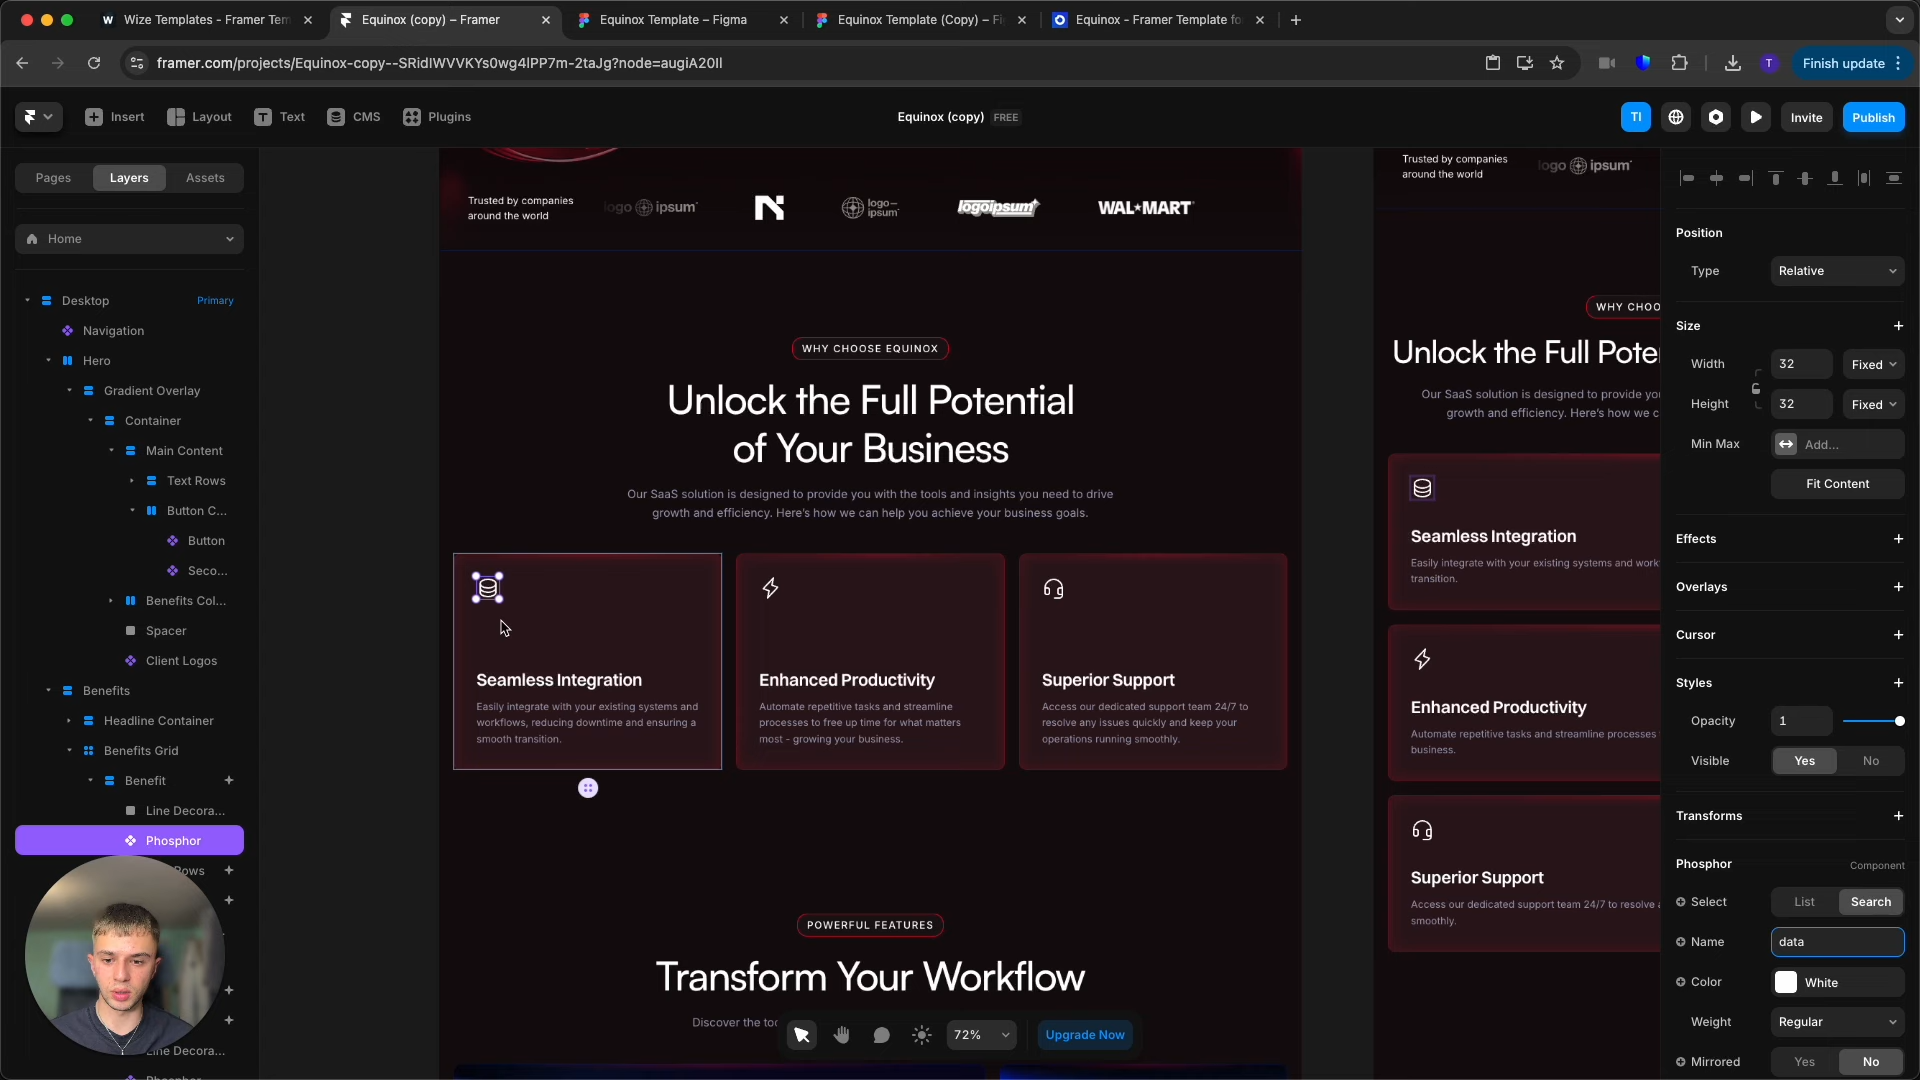 Wize Templates - Framer Tem
Equinox (copy) – Framer
Equinox Template – Figma
Equinox Template (Copy) – Fi
Equinox - Framer Template fo
framer.com/projects/Equinox-copy--SRidIWVVKYs0wg4lPP7m-2taJg?node=augiA20Il
T
Finish update
Insert
Layout
Text
CMS
Plugins
Equinox (copy)
FREE
TI
Invite
Publish
Pages
Layers
Assets
Home
Desktop
Primary
Navigation
Hero
Gradient Overlay
Container
Main Content
Text Rows
Button C...
Button
Seco...
Benefits Col...
Spacer
Client Logos
Benefits
Headline Container
Benefits Grid
Benefit
Line Decora...
Phosphor
Rows
Line Decora...
Phosphor
Trusted by companies
around the world
logo ipsum
logo—
ipsum
logoipsum
WAL★MART
WHY CHOOSE EQUINOX
Unlock the Full Potential
of Your Business
Our SaaS solution is designed to provide you with the tools and insights you need to drive
growth and efficiency. Here's how we can help you achieve your business goals.
Seamless Integration
Easily integrate with your existing systems and
workflows, reducing downtime and ensuring a
smooth transition.
Enhanced Productivity
Automate repetitive tasks and streamline
processes to free up time for what matters
most - growing your business.
Superior Support
Access our dedicated support team 24/7 to
resolve any issues quickly and keep your
operations running smoothly.
POWERFUL FEATURES
Transform Your Workflow
Discover the too
72%
Upgrade Now
Trusted by companies
around the world
logo ipsum
WHY CHOO
Unlock the Full Pote
Our SaaS solution is designed to provide yo
growth and efficiency. Here's how we c
Seamless Integration
Easily integrate with your existing systems and work
transition.
Enhanced Productivity
Automate repetitive tasks and streamline processes
business.
Superior Support
Access our dedicated support team 24/7 to resolve a
smoothly.
Position
Type
Relative
Size
Width
32
Fixed
Height
32
Fixed
Min Max
Add...
Fit Content
Effects
Overlays
Cursor
Styles
Opacity
1
Visible
Yes
No
Transforms
Phosphor
Component
Select
List
Search
Name
data
Color
White
Weight
Regular
Mirrored
Yes
No